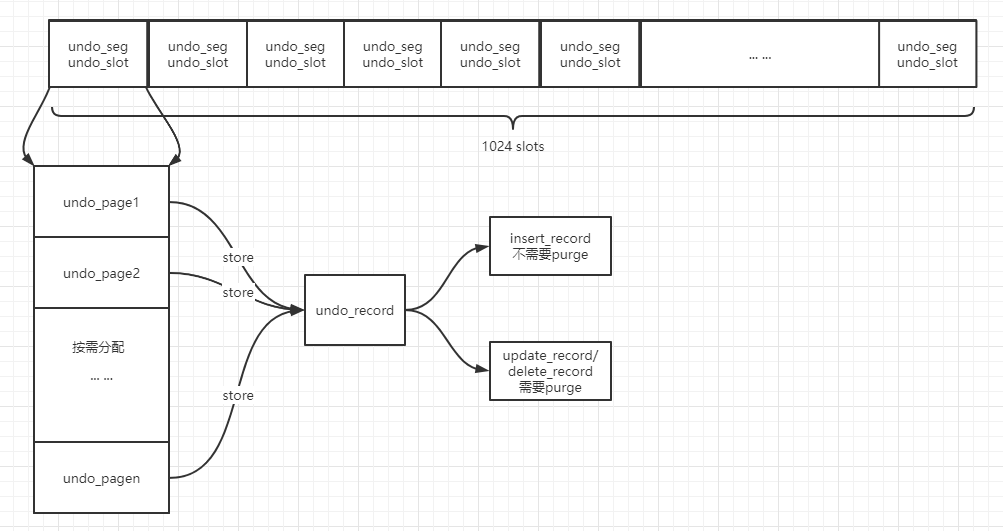 undo_seg
undo_slot
undo_seg
undo_slot
undo_seg
undo_slot
undo_seg
undo_slot
undo_seg
undo_slot
undo_seg
undo_slot
... ...
undo_seg
undo_slot
1024 slots
undo_page1
undo_page2
按需分配
... ...
undo_pagen
store
store
store
undo_record
insert_record
不需要purge
update_record/
delete_record
需要purge